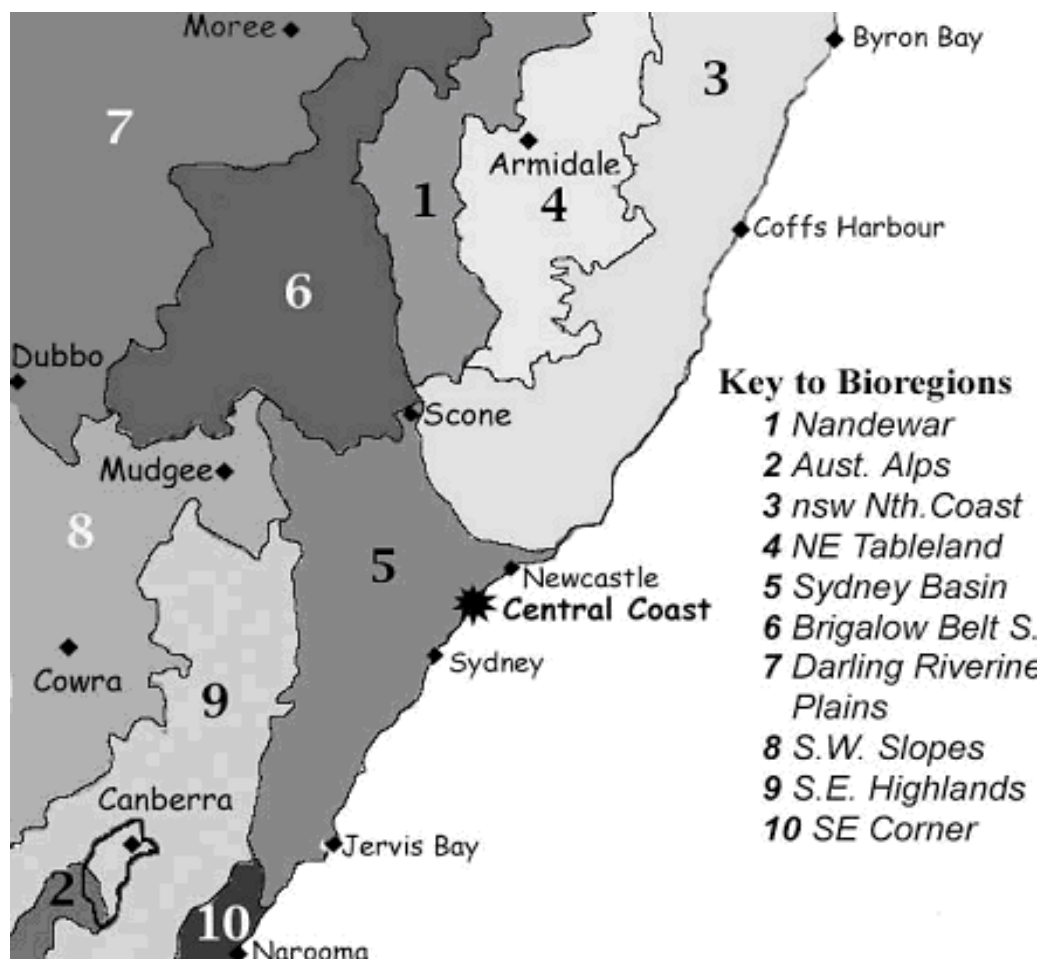 Moree
Byron Bay
3
7
Armidale
1
4
Coffs Harbour
6
Dubbo
Key to Bioregions
1 Nandewar
Scone
2 Aust. Alps
Mudgee
3 nsw Nth.Coast
8
4 NE Tableland
5
Newcastle
5 Sydney Basin
Central Coast
6 Brigalow Belt S.
Sydney
Cowra
7 Darling Riverine
9
Plains
8 S.W. Slopes
9 S.E. Highlands
Canberra
10 SE Corner
Jervis Bay
2
10
Narooma